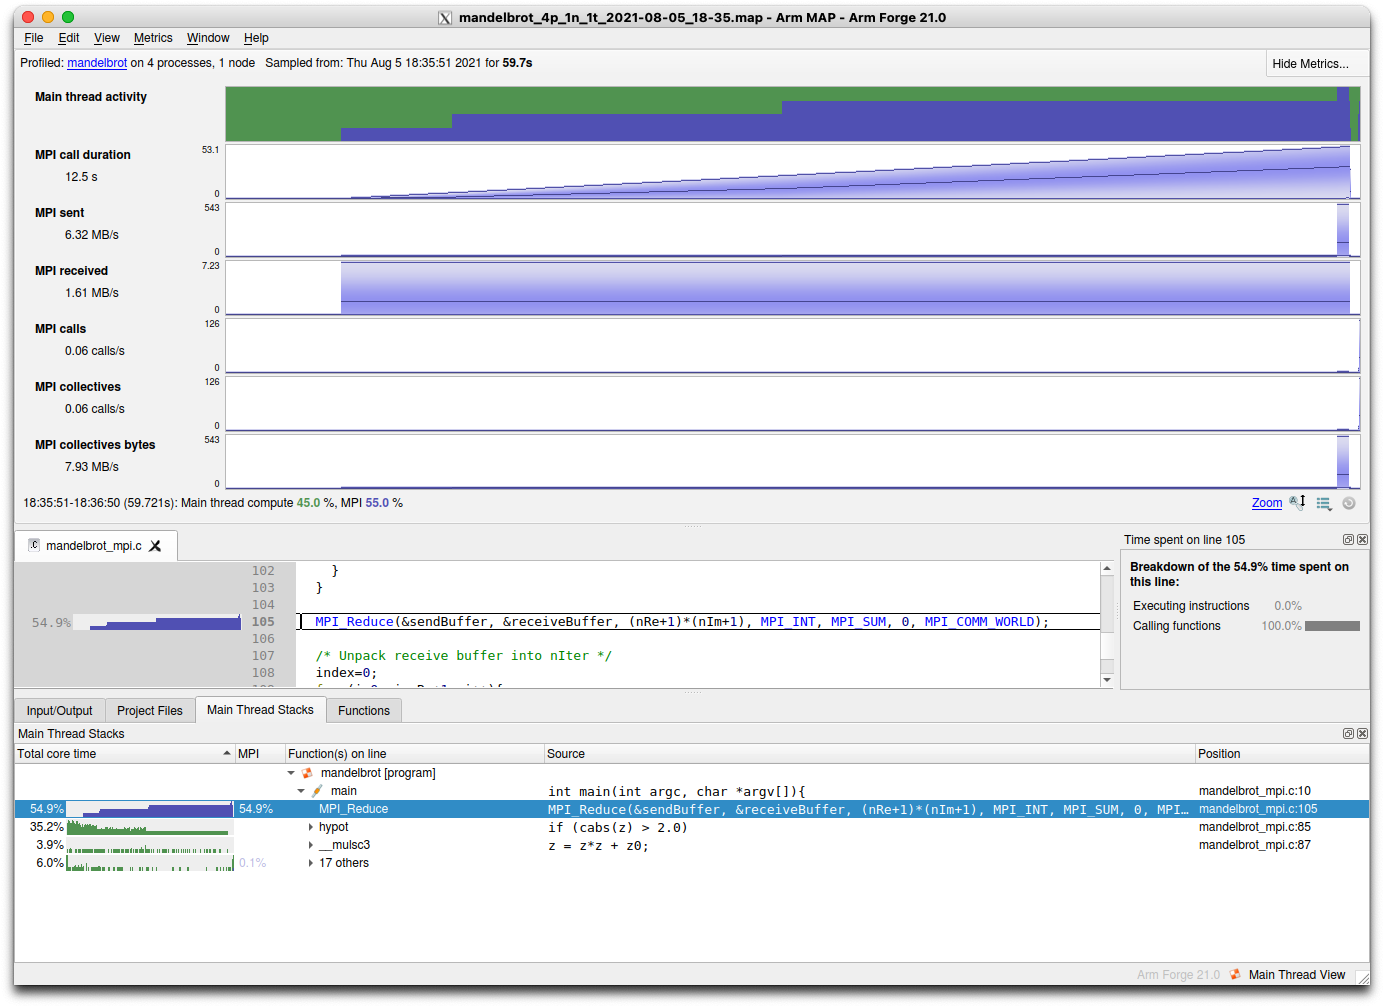 mandelbrot_4p_1n_1t_2021-08-05_18-35.map - Arm MAP - Arm Forge 21.0
File Edit View Metrics Window Help
Profiled: mandelbrot on 4 processes, 1 node Sampled from: Thu Aug 5 18:35:51 2021 for 59.7s Hide Metrics...
Main thread activity
MPI call duration 53.1
12.5 s
0
MPI sent 543
6.32 MB/s
0
MPI received 7.23
1.61 MB/s
0
MPI calls 126
0.06 calls/s
0
MPI collectives 126
0.06 calls/s
0
MPI collectives bytes 543
7.93 MB/s
0
18:35:51-18:36:50 (59.721s): Main thread compute 45.0 %, MPI 55.0 % Zoom
mandelbrot_mpi.c
Time spent on line 105
Breakdown of the 54.9% time spent on this line:
Executing instructions 0.0%
Calling functions 100.0%
102 }
103 }
104
54.9% 105 MPI_Reduce(&sendBuffer, &receiveBuffer, (nRe+1)*(nIm+1), MPI_INT, MPI_SUM, 0, MPI_COMM_WORLD);
106
107 /* Unpack receive buffer into nIter */
108 index=0;
Input/Output Project Files Main Thread Stacks Functions
Main Thread Stacks
Total core time MPI Function(s) on line Source Position
mandelbrot [program]
main int main(int argc, char *argv[]){ mandelbrot_mpi.c:10
54.9% 54.9% MPI_Reduce MPI_Reduce(&sendBuffer, &receiveBuffer, (nRe+1)*(nIm+1), MPI_INT, MPI_SUM, 0, MPI... mandelbrot_mpi.c:105
35.2% hypot if (cabs(z) > 2.0) mandelbrot_mpi.c:85
3.9% __mulsc3 z = z*z + z0; mandelbrot_mpi.c:87
6.0% 0.1% 17 others
Arm Forge 21.0 Main Thread View